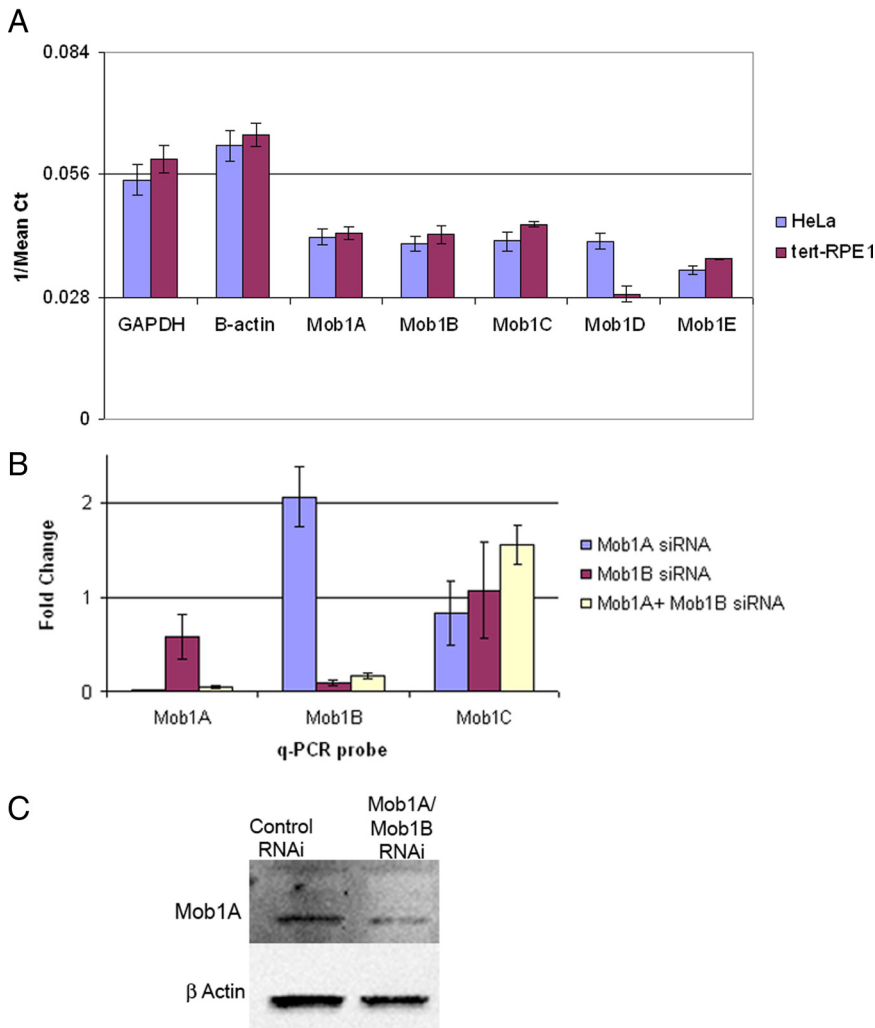 A
0.084
0.056
0.028
0
1/Mean Ct
GAPDH B-actin Mob1A Mob1B Mob1C Mob1D Mob1E
HeLa
tert-RPE1
B
2
1
0
Fold Change
Mob1A Mob1B Mob1C
q-PCR probe
Mob1A siRNA
Mob1B siRNA
Mob1A+ Mob1B siRNA
C
Control
RNAi
Mob1A/
Mob1B
RNAi
Mob1A
β Actin